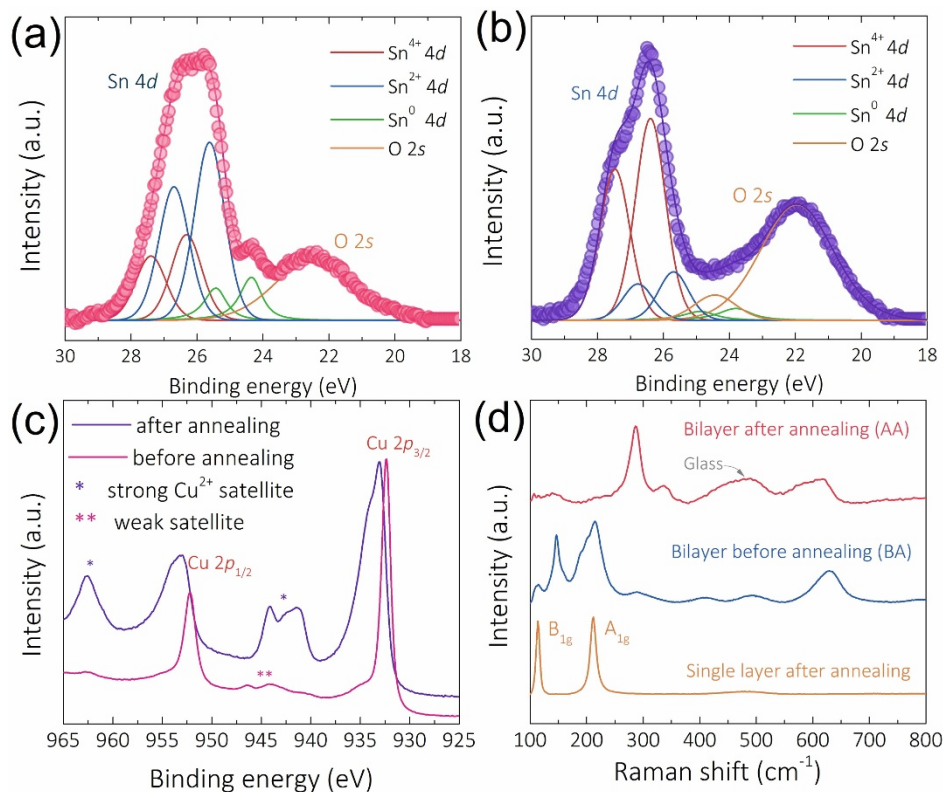 (a)
Sn 4d
Sn⁴⁺ 4d
Sn²⁺ 4d
Sn⁰ 4d
O 2s
O 2s
Intensity (a.u.)
30 28 26 24 22 20 18
Binding energy (eV)
(b)
Sn 4d
Sn⁴⁺ 4d
Sn²⁺ 4d
Sn⁰ 4d
O 2s
O 2s
Intensity (a.u.)
30 28 26 24 22 20 18
Binding energy (eV)
(c)
after annealing
before annealing
* strong Cu²⁺ satellite
** weak satellite
Cu 2p₃/₂
Cu 2p₁/₂
*
*
**
Intensity (a.u.)
965 960 955 950 945 940 935 930 925
Binding energy (eV)
(d)
Bilayer after annealing (AA)
Glass
Bilayer before annealing (BA)
B₁g
A₁g
Single layer after annealing
Intensity (a.u.)
100 200 300 400 500 600 700 800
Raman shift (cm⁻¹)